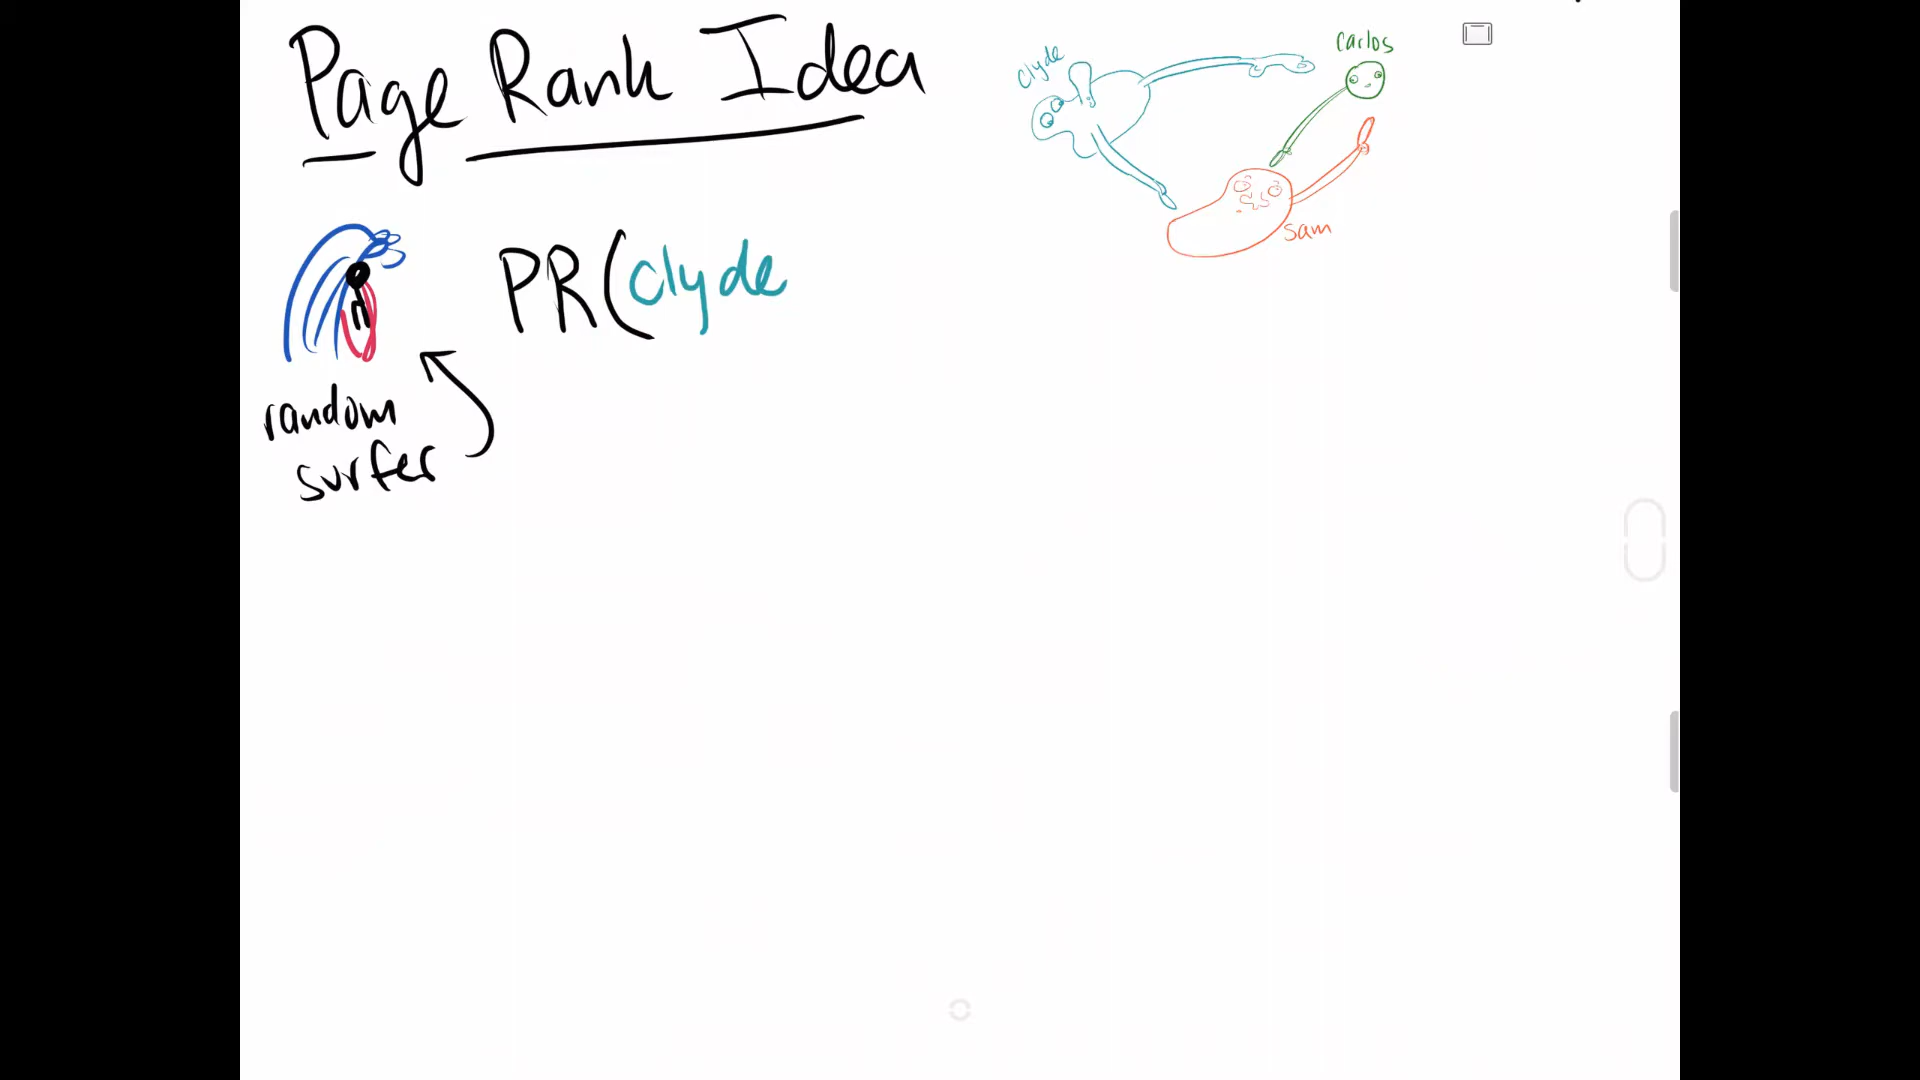 Page Rank Idea
clyde
carlos
sam
PR(clyde
random
surfer